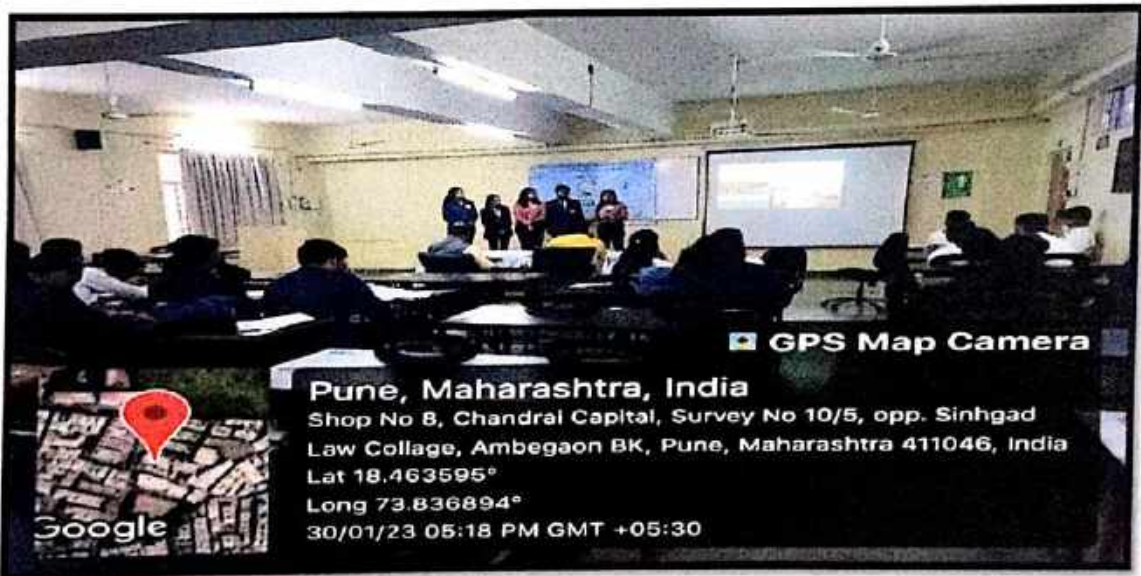 GPS Map Camera
Pune, Maharashtra, India
Shop No 8, Chandral Capital, Survey No 10/5, opp. Sinhgad
Law Collage, Ambegaon BK, Pune, Maharashtra 411046, India
Lat 18.463595°
Long 73.836894°
30/01/23 05:18 PM GMT +05:30
Google